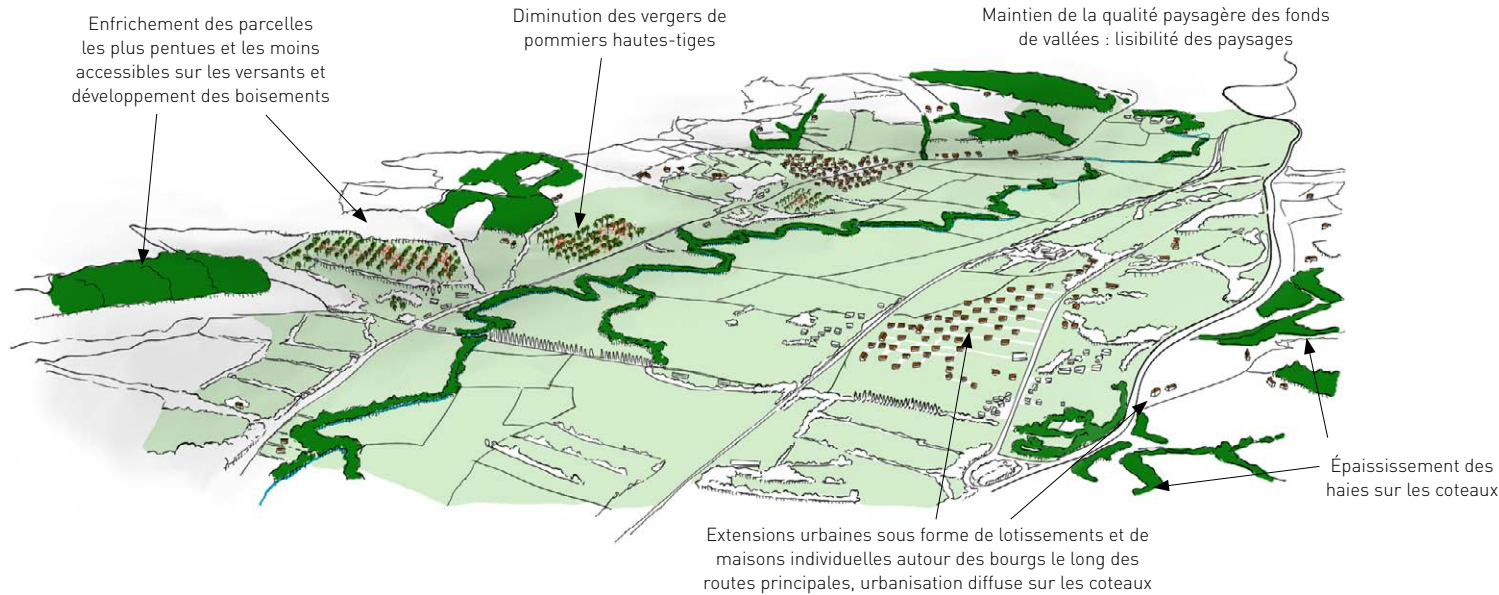 Enfrichement des parcelles
les plus pentues et les moins
accessibles sur les versants et
développement des boisements
Diminution des vergers de
pommiers hautes-tiges
Maintien de la qualité paysagère des fonds
de vallées : lisibilité des paysages
Épaississement des
haies sur les coteaux
Extensions urbaines sous forme de lotissements et de
maisons individuelles autour des bourgs le long des
routes principales, urbanisation diffuse sur les coteaux